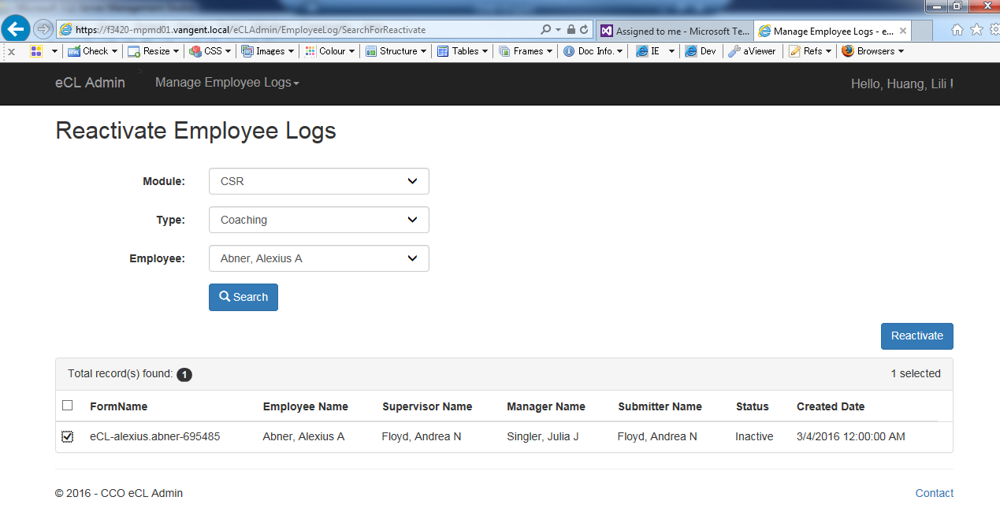 https://f3420-mpmd01.vangent.local/eCLAdmin/EmployeeLog/SearchForReactivate
Assigned to me - Microsoft Te...
Manage Employee Logs - e...
Check
Resize
CSS
Images
Colour
Structure
Tables
Frames
Doc Info.
IE
Dev
aViewer
Refs
Browsers
eCL Admin > Manage Employee Logs Hello, Huang, Lili !
Reactivate Employee Logs
Module: CSR
Type: Coaching
Employee: Abner, Alexius A
Search
Reactivate
Total record(s) found: 1 1 selected
FormName Employee Name Supervisor Name Manager Name Submitter Name Status Created Date
eCL-alexius.abner-695485 Abner, Alexius A Floyd, Andrea N Singler, Julia J Floyd, Andrea N Inactive 3/4/2016 12:00:00 AM
© 2016 - CCO eCL Admin Contact